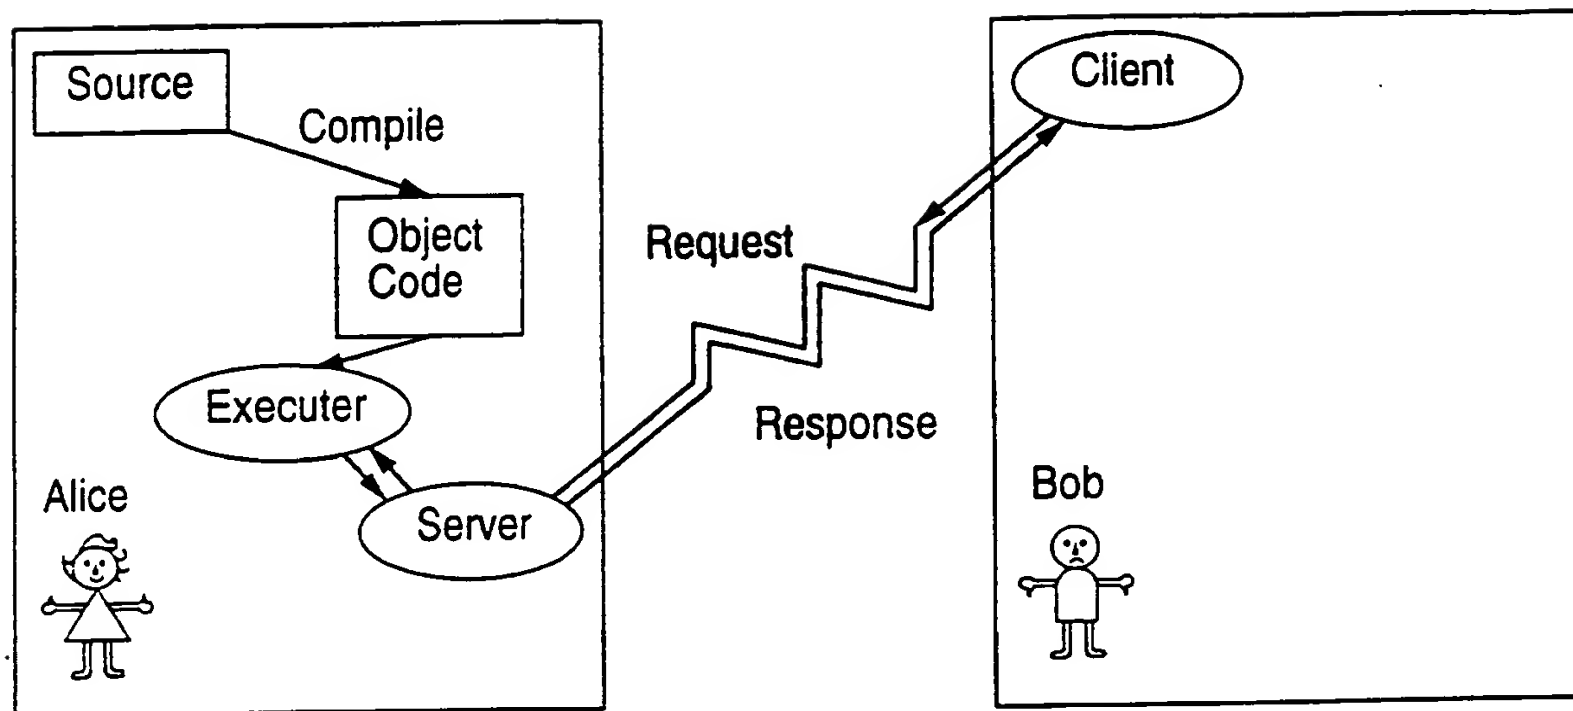 Source
Compile
Object
Code
Executer
Server
Alice
Request
Response
Client
Bob